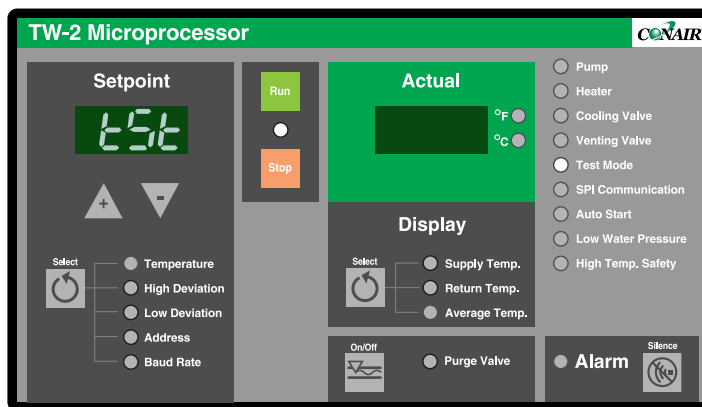 TW-2 Microprocessor
CONAIR
Setpoint
tSt
+
-
Select
Temperature
High Deviation
Low Deviation
Address
Baud Rate
Run
Stop
Actual
°F
°C
Display
Select
Supply Temp.
Return Temp.
Average Temp.
On/Off
Purge Valve
Pump
Heater
Cooling Valve
Venting Valve
Test Mode
SPI Communication
Auto Start
Low Water Pressure
High Temp. Safety
Alarm
Silence